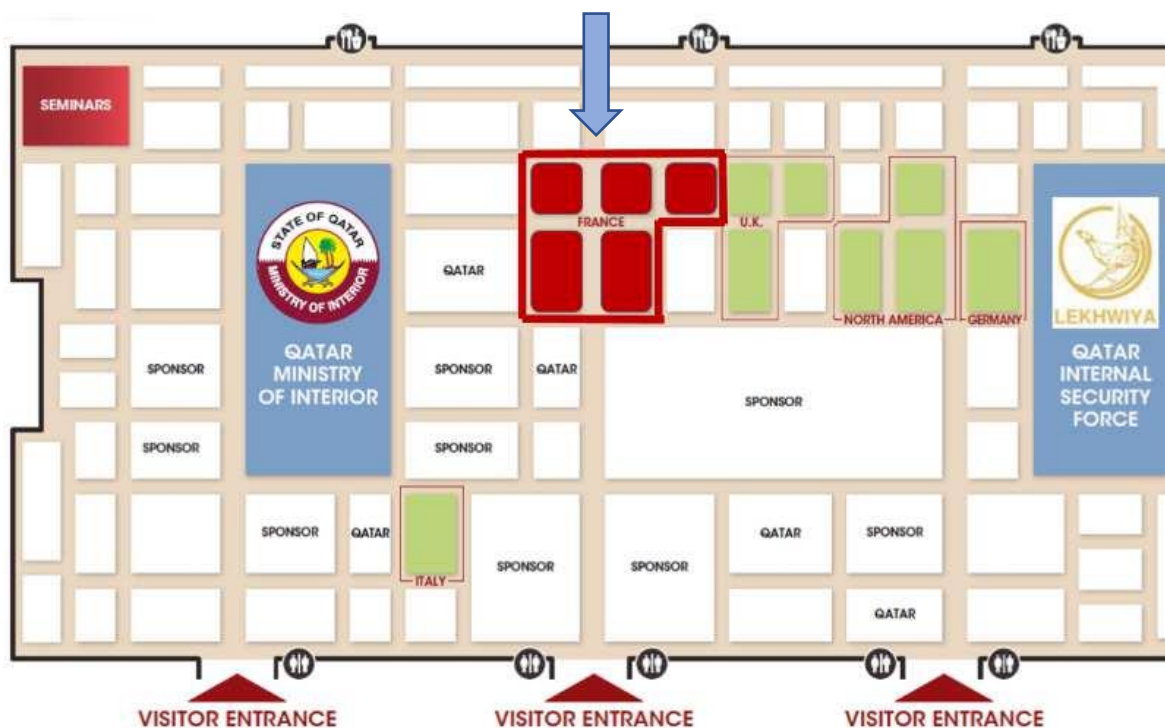 SEMINARS
STATE OF QATAR
MINISTRY OF INTERIOR
QATAR
MINISTRY
OF INTERIOR
QATAR
FRANCE
U.K.
NORTH AMERICA
GERMANY
LEKHWIYA
QATAR
INTERNAL
SECURITY
FORCE
SPONSOR
SPONSOR
QATAR
SPONSOR
SPONSOR
SPONSOR
SPONSOR
QATAR
ITALY
SPONSOR
SPONSOR
QATAR
SPONSOR
QATAR
VISITOR ENTRANCE
VISITOR ENTRANCE
VISITOR ENTRANCE